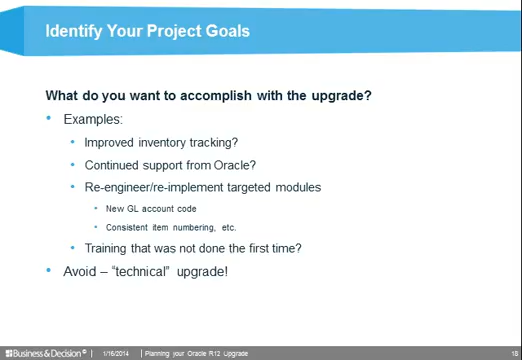 Identify Your Project Goals
What do you want to accomplish with the upgrade?
• Examples:
• Improved inventory tracking?
• Continued support from Oracle?
• Re-engineer/re-implement targeted modules
• New GL account code
• Consistent item numbering, etc.
• Training that was not done the first time?
• Avoid – “technical” upgrade!
Business & Decision | 1/16/2014 | Planning your Oracle R12 Upgrade